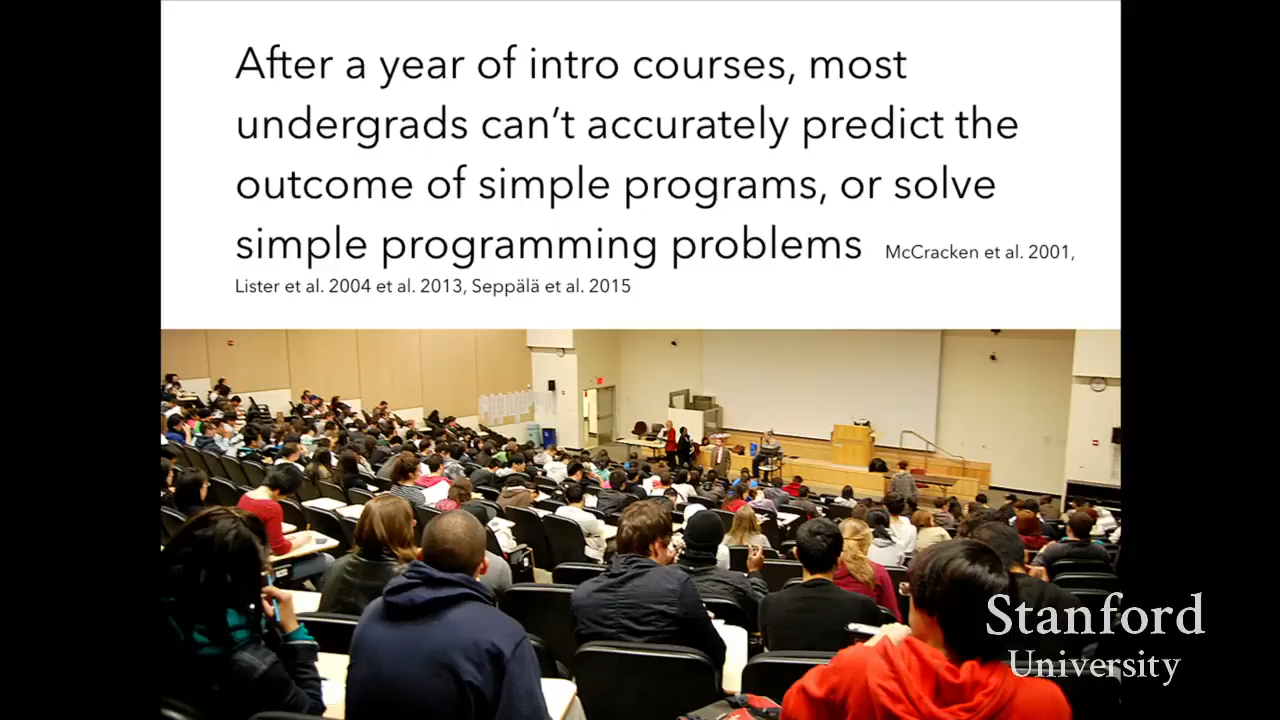 After a year of intro courses, most
undergrads can’t accurately predict the
outcome of simple programs, or solve
simple programming problems McCracken et al. 2001,
Lister et al. 2004 et al. 2013, Seppälä et al. 2015
Stanford
University